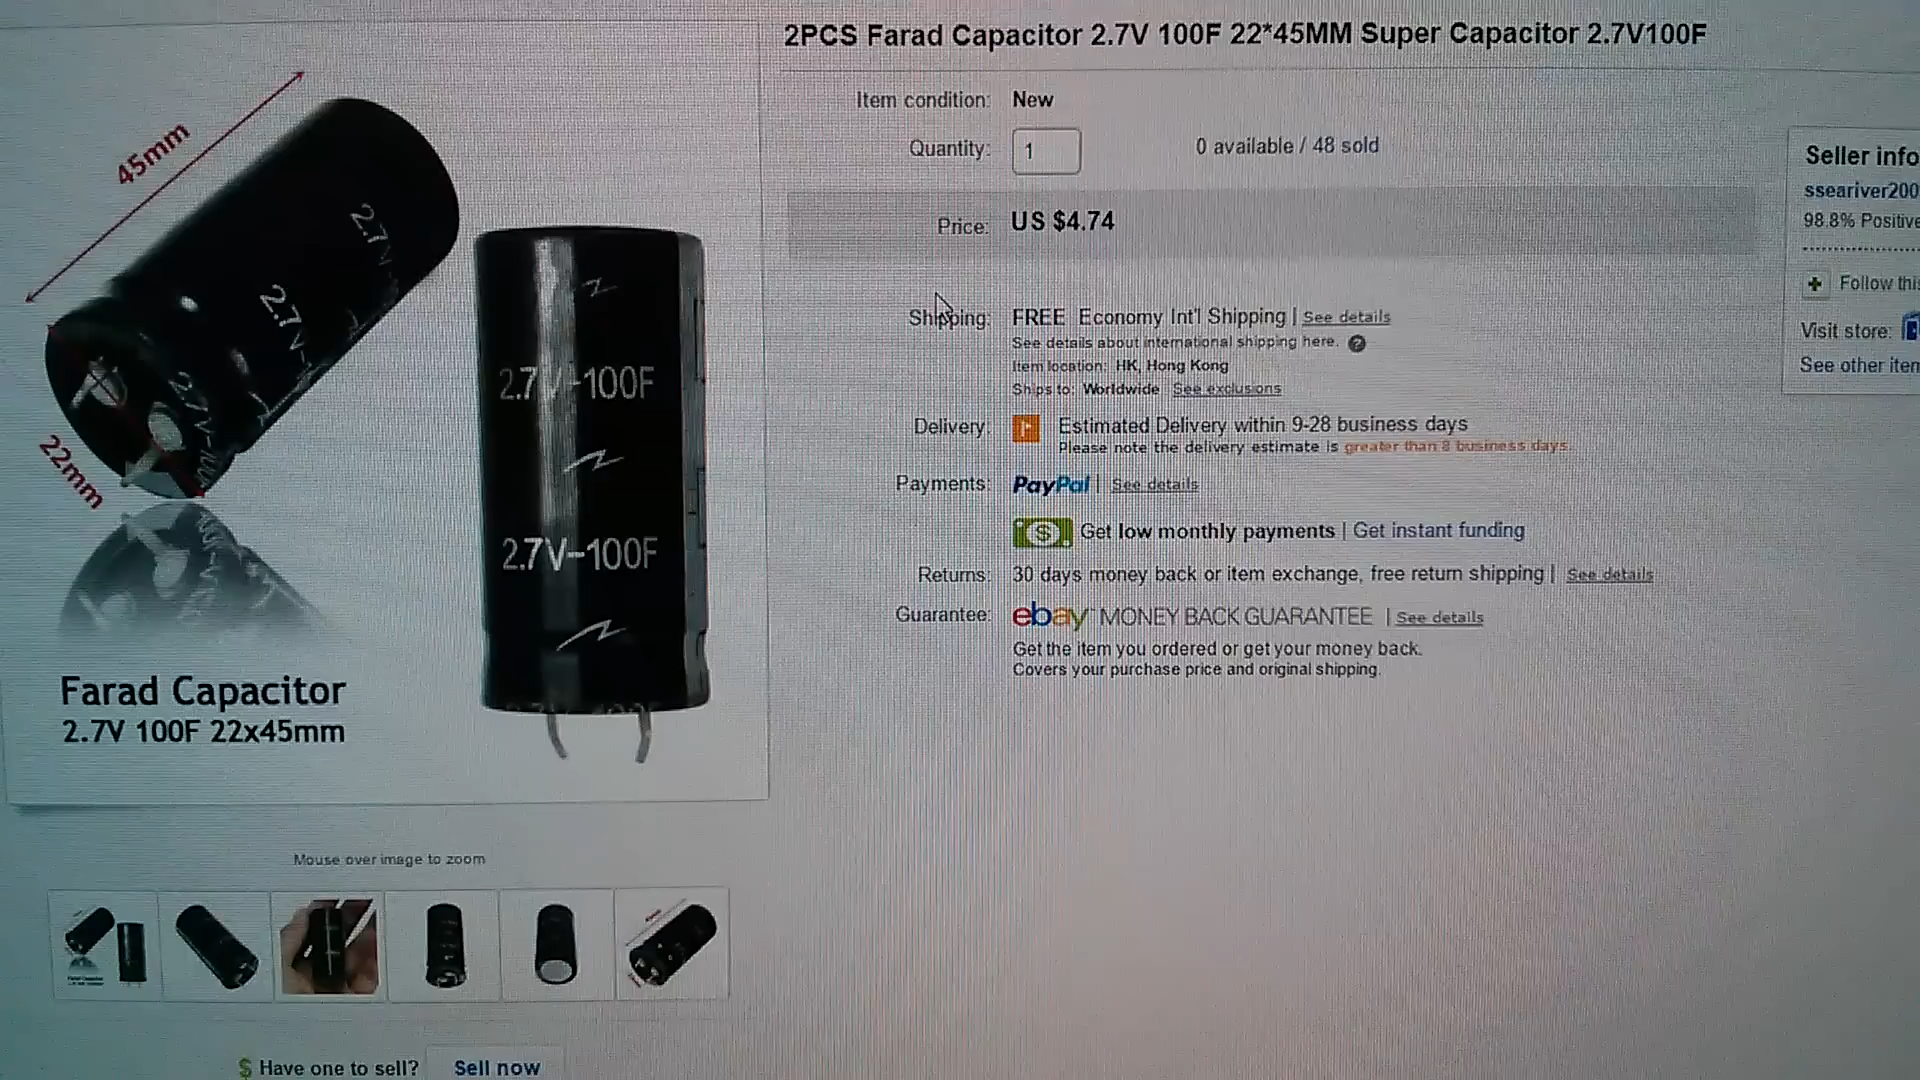 2PCS Farad Capacitor 2.7V 100F 22*45MM Super Capacitor 2.7V100F
Item condition: New
Quantity: 1 0 available / 48 sold
Price: US $4.74
Shipping: FREE Economy Int'l Shipping | See details
See details about international shipping here. ?
Item location: HK, Hong Kong
Ships to: Worldwide See exclusions
Delivery: Estimated Delivery within 9-28 business days
Please note the delivery estimate is greater than 8 business days.
Payments: PayPal | See details
$ Get low monthly payments | Get instant funding
Returns: 30 days money back or item exchange, free return shipping | See details
Guarantee: ebay MONEY BACK GUARANTEE | See details
Get the item you ordered or get your money back.
Covers your purchase price and original shipping.
Seller info
sseariver200
98.8% Positive
+ Follow this
Visit store:
See other item
45mm
22mm
2.7V-
2.7V-
2.7V-100
2.7V-100F
2.7V-100F
Farad Capacitor
2.7V 100F 22x45mm
Mouse over image to zoom
$ Have one to sell? Sell now